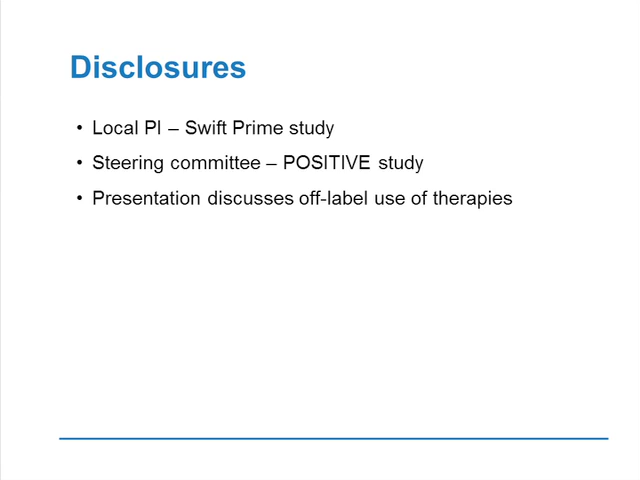 Disclosures
• Local PI – Swift Prime study
• Steering committee – POSITIVE study
• Presentation discusses off-label use of therapies